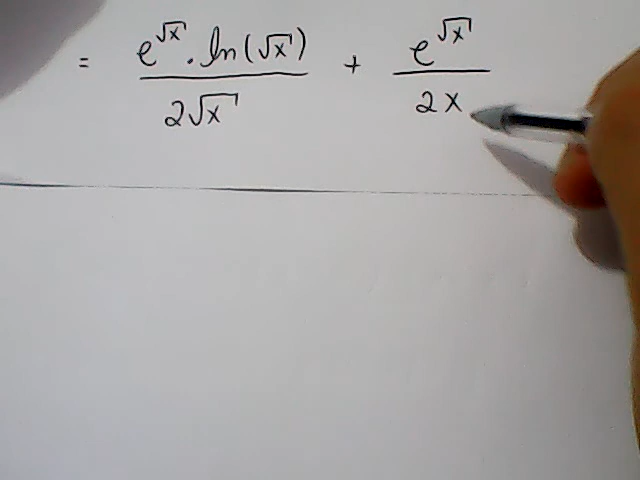 = e^√x · ln(√x) / 2√x + e^√x / 2x